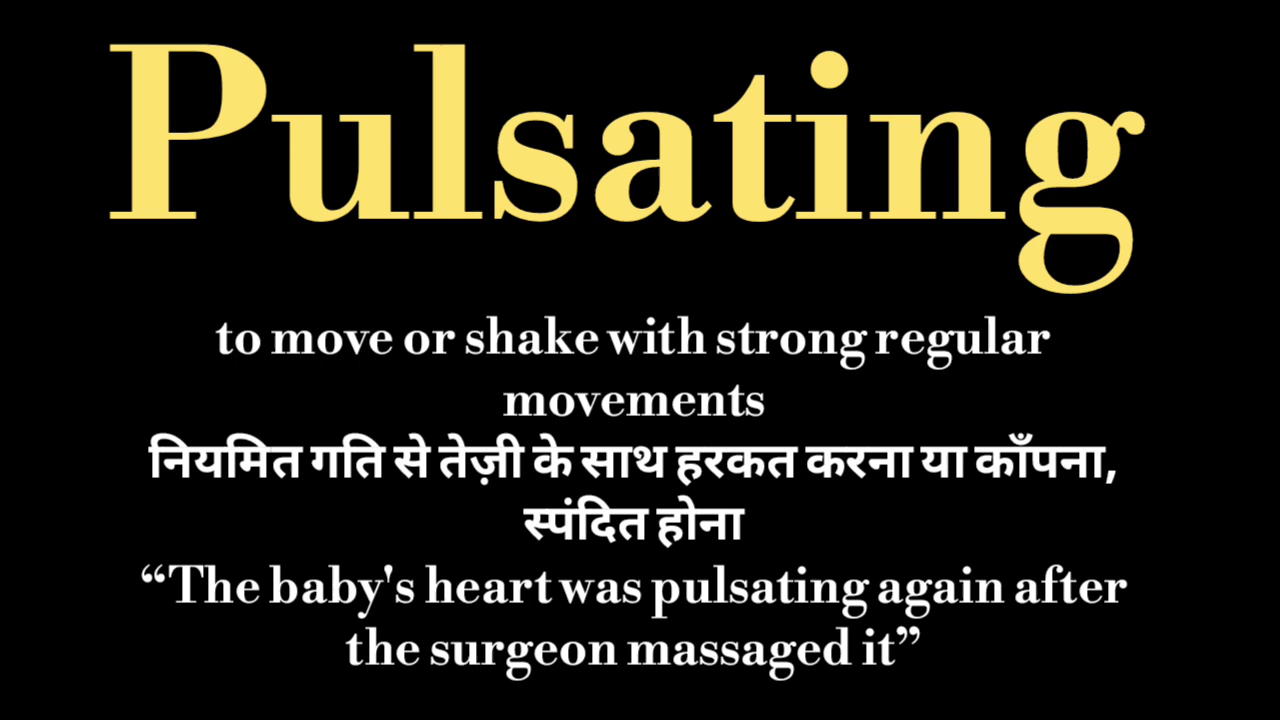 Pulsating
to move or shake with strong regular
movements
नियमित गति से तेज़ी के साथ हरकत करना या काँपना,
स्पंदित होना
“The baby's heart was pulsating again after
the surgeon massaged it”